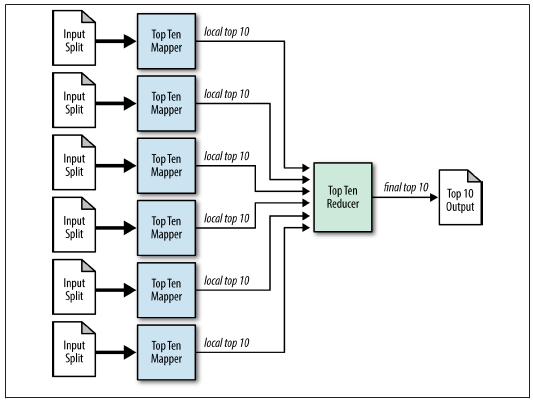 Input
Split
Top Ten
Mapper
local top 10
Input
Split
Top Ten
Mapper
local top 10
Input
Split
Top Ten
Mapper
local top 10
Input
Split
Top Ten
Mapper
local top 10
Input
Split
Top Ten
Mapper
local top 10
Input
Split
Top Ten
Mapper
local top 10
Top Ten
Reducer
final top 10
Top 10
Output